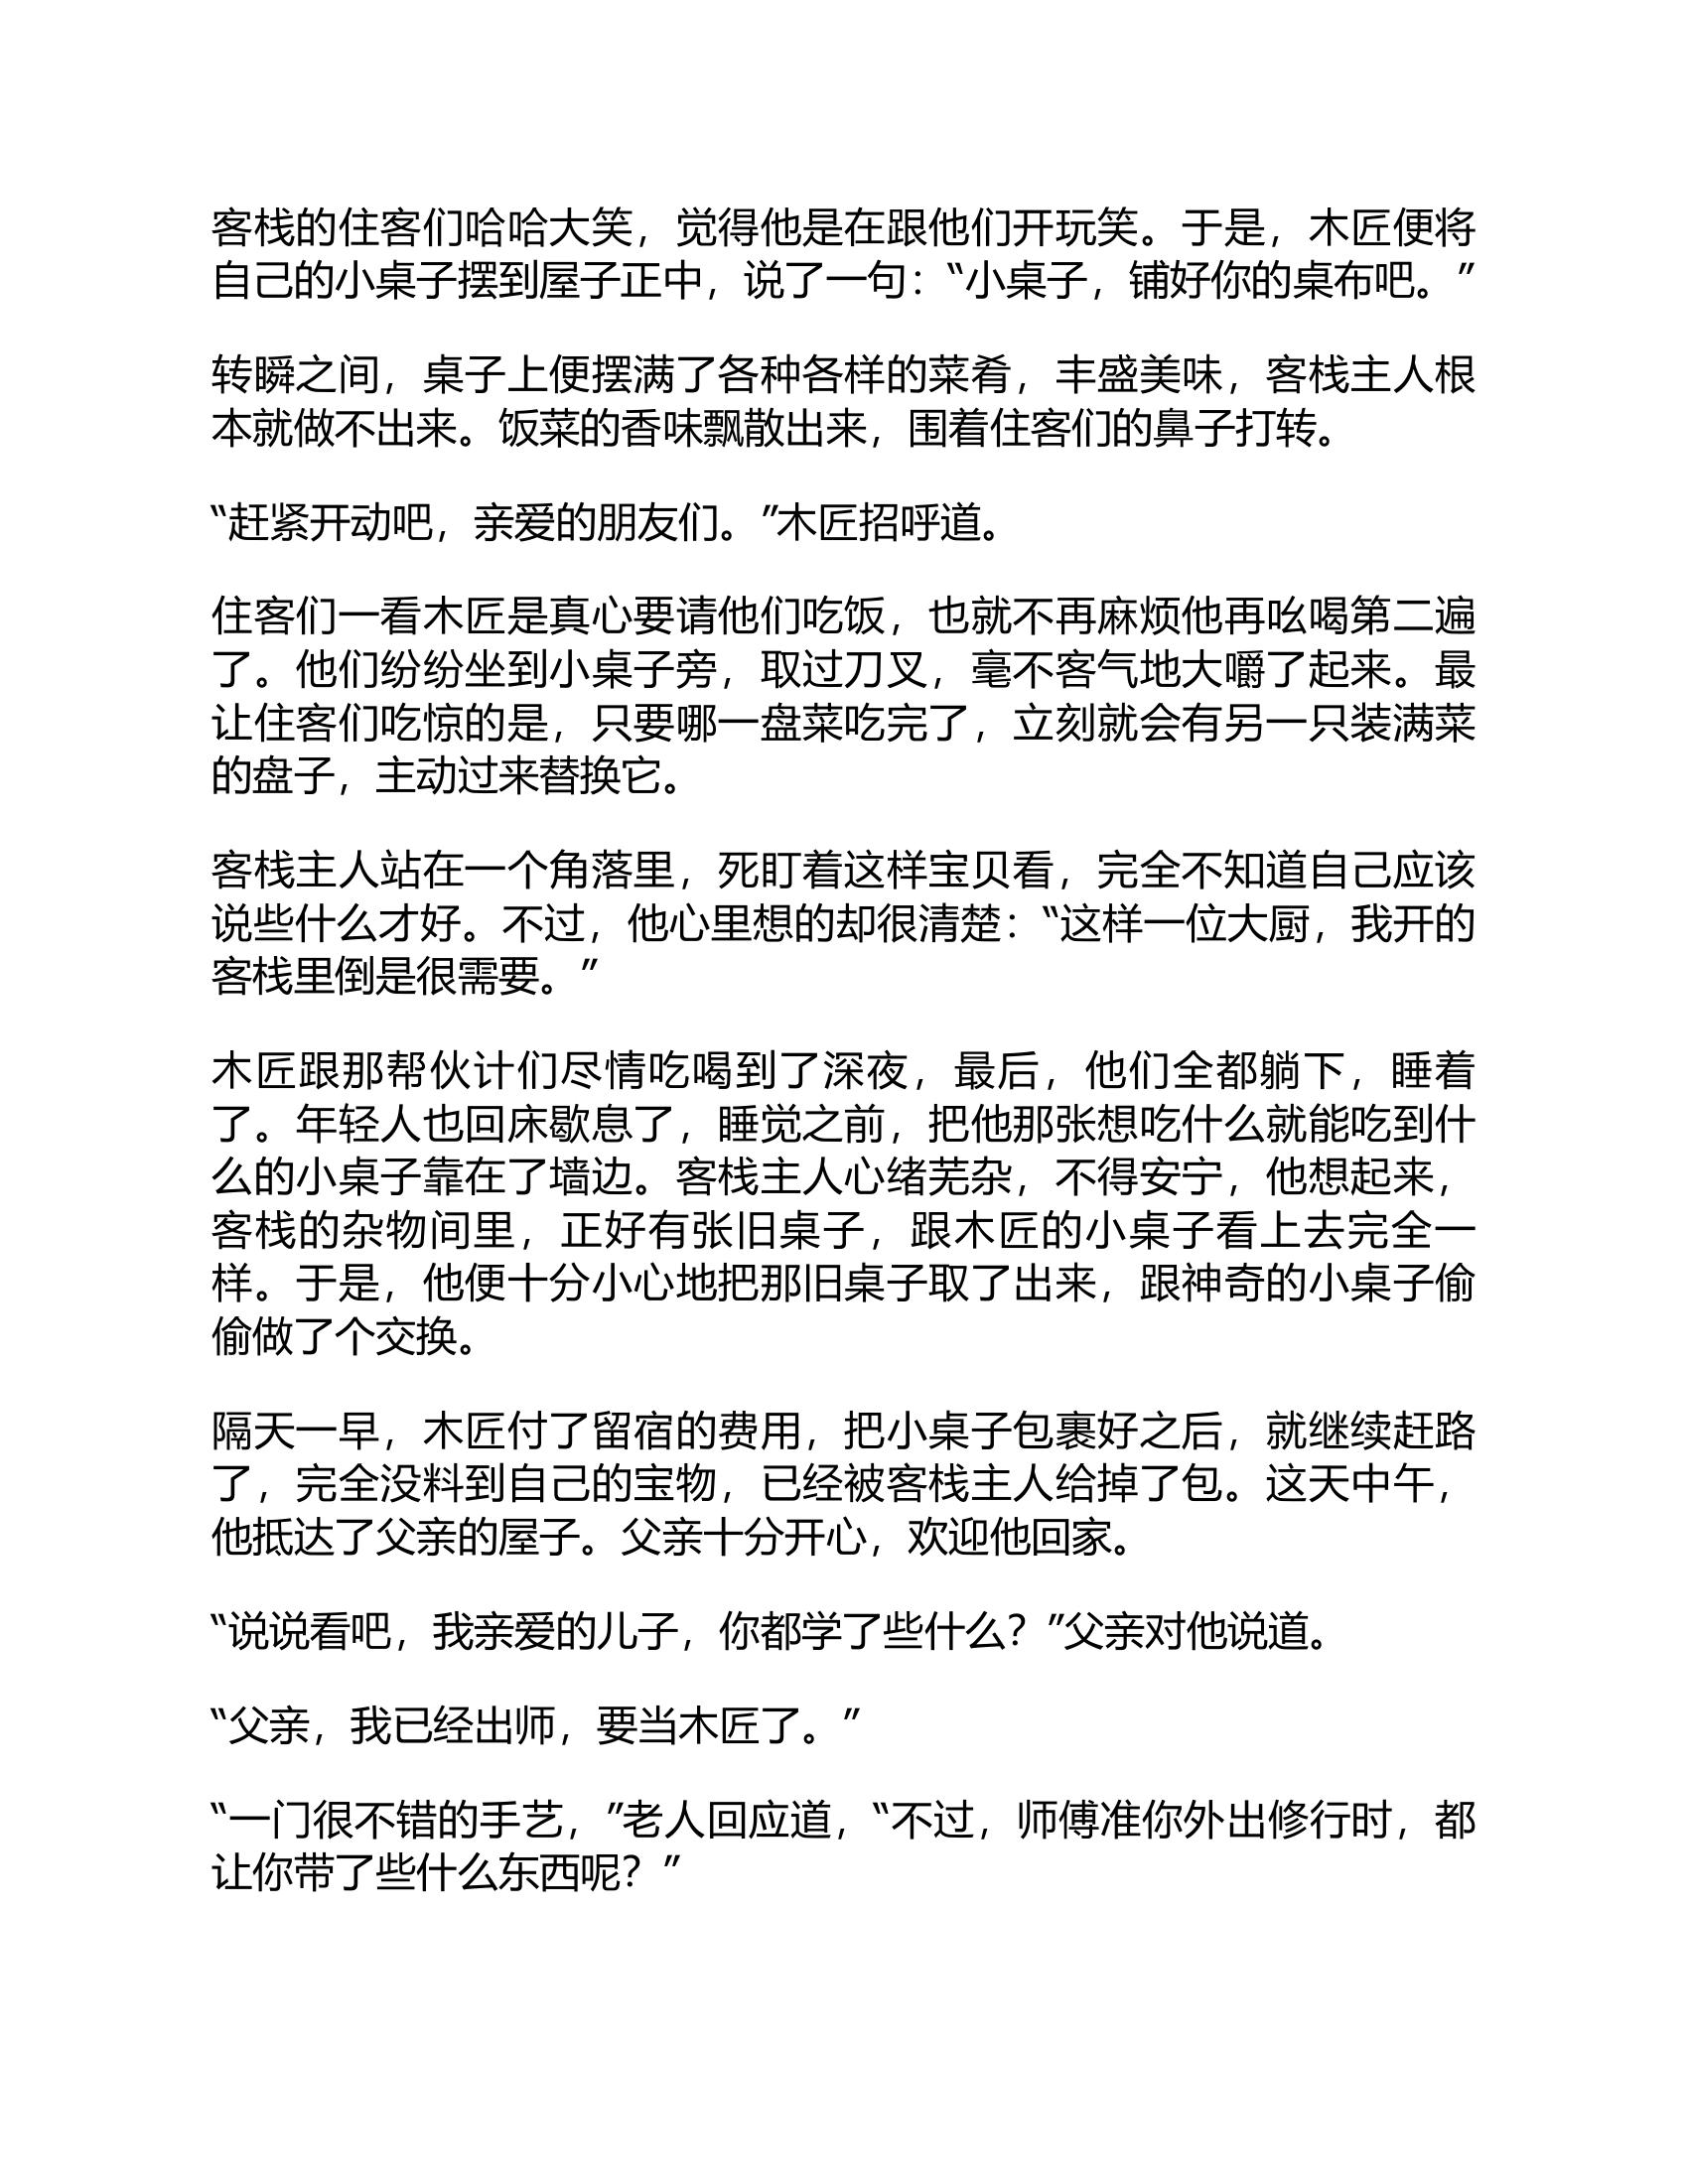 客栈的住客们哈哈大笑，觉得他是在跟他们开玩笑。于是，木匠便将
自己的小桌子摆到屋子正中，说了一句：“小桌子，铺好你的桌布吧。”
转瞬之间，桌子上便摆满了各种各样的菜肴，丰盛美味，客栈主人根
本就做不出来。饭菜的香味飘散出来，围着住客们的鼻子打转。
“赶紧开动吧，亲爱的朋友们。”木匠招呼道。
住客们一看木匠是真心要请他们吃饭，也就不再麻烦他再吆喝第二遍
了。他们纷纷坐到小桌子旁，取过刀叉，毫不客气地大嚼了起来。最
让住客们吃惊的是，只要哪一盘菜吃完了，立刻就会有另一只装满菜
的盘子，主动过来替换它。
客栈主人站在一个角落里，死盯着这样宝贝看，完全不知道自己应该
说些什么才好。不过，他心里想的却很清楚：“这样一位大厨，我开的
客栈里倒是很需要。”
木匠跟那帮伙计们尽情吃喝到了深夜，最后，他们全都躺下，睡着
了。年轻人也回床歇息了，睡觉之前，把他那张想吃什么就能吃到什
么的小桌子靠在了墙边。客栈主人心绪芜杂，不得安宁，他想起来，
客栈的杂物间里，正好有张旧桌子，跟木匠的小桌子看上去完全一
样。于是，他便十分小心地把那旧桌子取了出来，跟神奇的小桌子偷
偷做了个交换。
隔天一早，木匠付了留宿的费用，把小桌子包裹好之后，就继续赶路
了，完全没料到自己的宝物，已经被客栈主人给掉了包。这天中午，
他抵达了父亲的屋子。父亲十分开心，欢迎他回家。
“说说看吧，我亲爱的儿子，你都学了些什么？”父亲对他说道。
“父亲，我已经出师，要当木匠了。”
“一门很不错的手艺，”老人回应道，“不过，师傅准你外出修行时，都
让你带了些什么东西呢？”